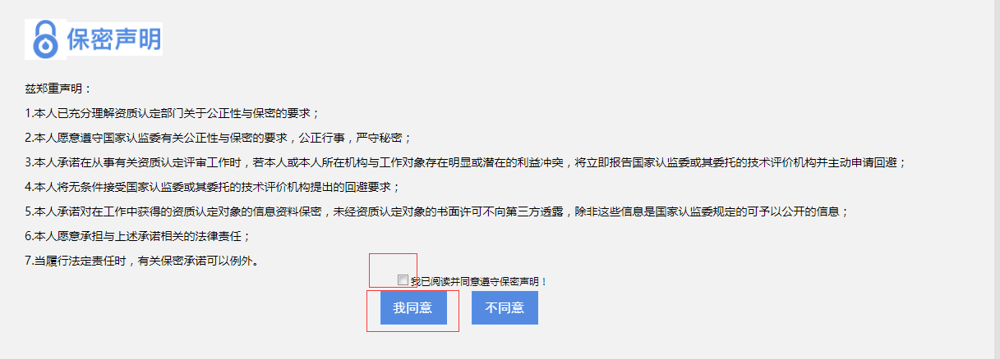 保密声明
兹郑重声明：
1.本人已充分理解资质认定部门关于公正性与保密的要求；
2.本人愿意遵守国家认监委有关公正性与保密的要求，公正行事，严守秘密；
3.本人承诺在从事有关资质认定评审工作时，若本人或本人所在机构与工作对象存在明显或潜在的利益冲突，将立即报告国家认监委或其委托的技术评价机构并主动申请回避；
4.本人将无条件接受国家认监委或其委托的技术评价机构提出的回避要求；
5.本人承诺对在工作中获得的资质认定对象的信息资料保密，未经资质认定对象的书面许可不向第三方透露，除非这些信息是国家认监委规定的可予以公开的信息；
6.本人愿意承担与上述承诺相关的法律责任；
7.当履行法定责任时，有关保密承诺可以例外。
我已阅读并同意遵守保密声明！
我同意 不同意